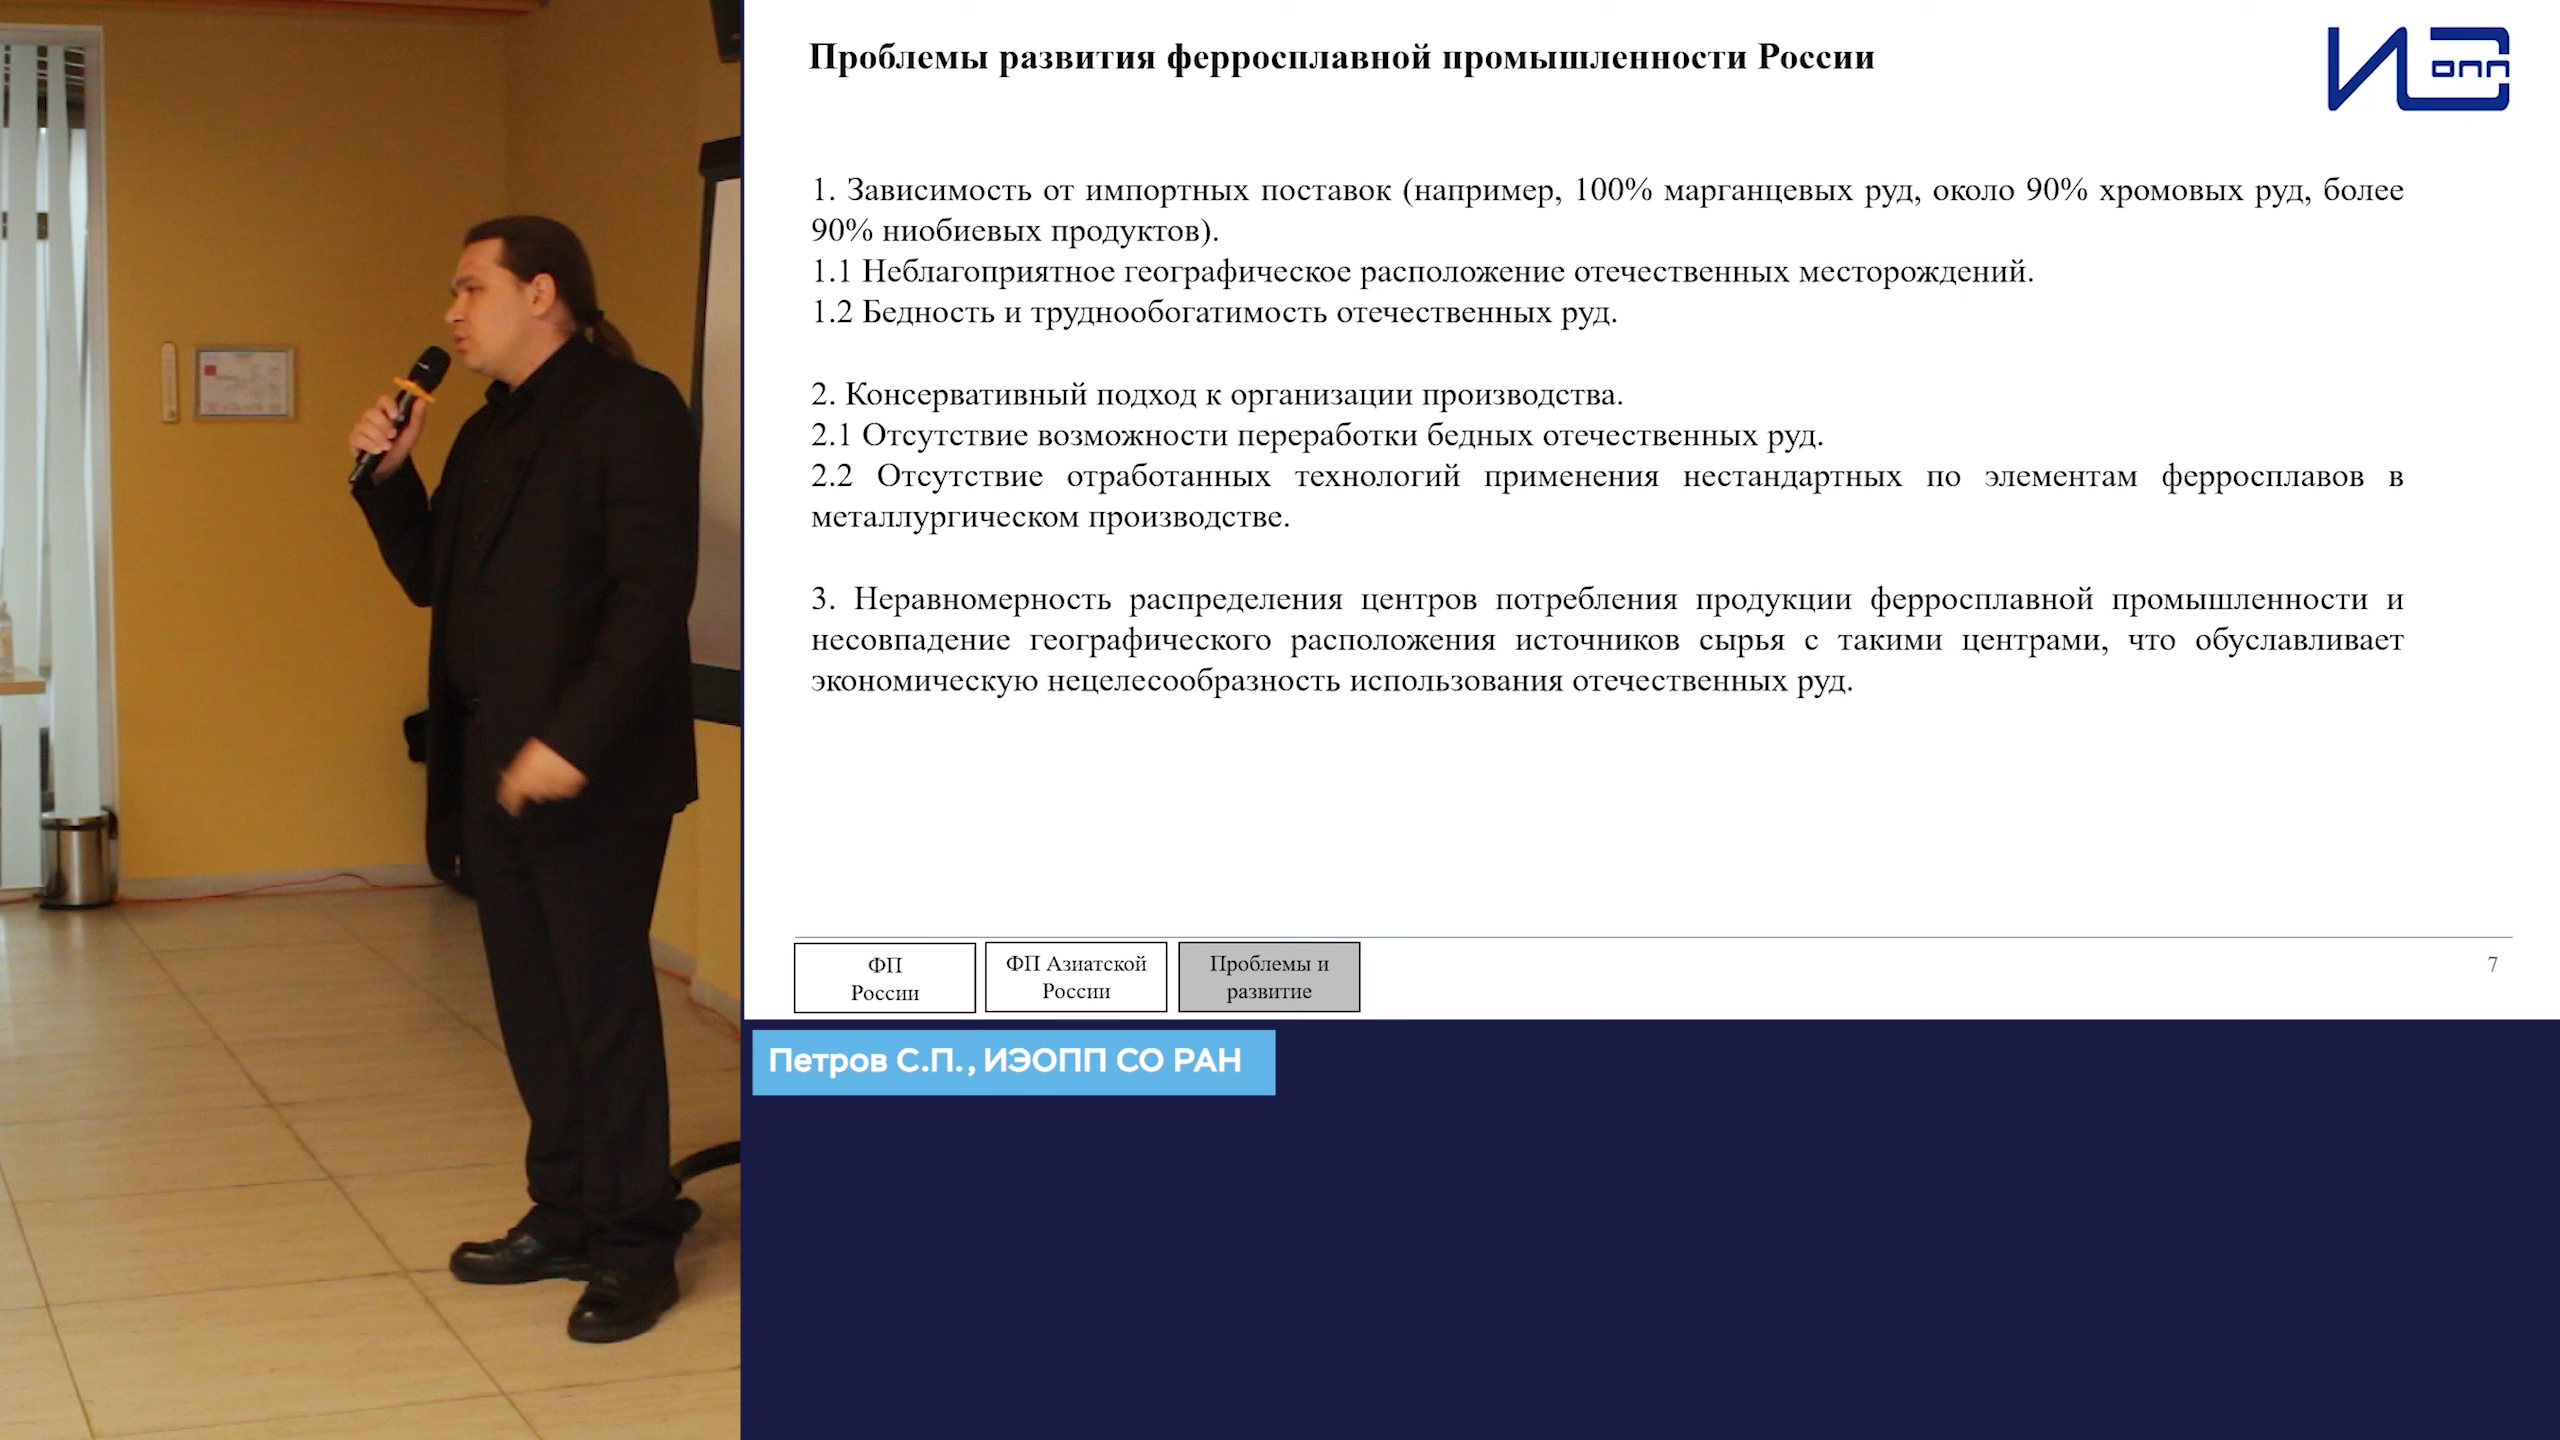 Проблемы развития ферросплавной промышленности России
ИЭ
опп
1. Зависимость от импортных поставок (например, 100% марганцевых руд, около 90% хромовых руд, более
90% ниобиевых продуктов).
1.1 Неблагоприятное географическое расположение отечественных месторождений.
1.2 Бедность и труднообогатимость отечественных руд.
2. Консервативный подход к организации производства.
2.1 Отсутствие возможности переработки бедных отечественных руд.
2.2 Отсутствие отработанных технологий применения нестандартных по элементам ферросплавов в
металлургическом производстве.
3. Неравномерность распределения центров потребления продукции ферросплавной промышленности и
несовпадение географического расположения источников сырья с такими центрами, что обуславливает
экономическую нецелесообразность использования отечественных руд.
ФП
России
ФП Азиатской
России
Проблемы и
развитие
7
Петров С.П., ИЭОПП СО РАН